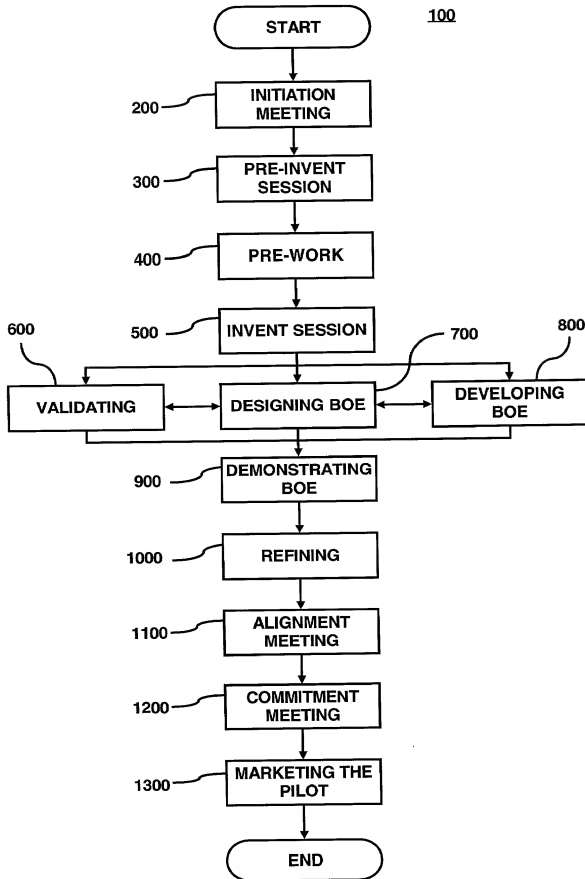 START
100
200
INITIATION
MEETING
300
PRE-INVENT
SESSION
400
PRE-WORK
500
INVENT SESSION
600
700
800
VALIDATING
DESIGNING BOE
DEVELOPING
BOE
900
DEMONSTRATING
BOE
1000
REFINING
1100
ALIGNMENT
MEETING
1200
COMMITMENT
MEETING
1300
MARKETING THE
PILOT
END